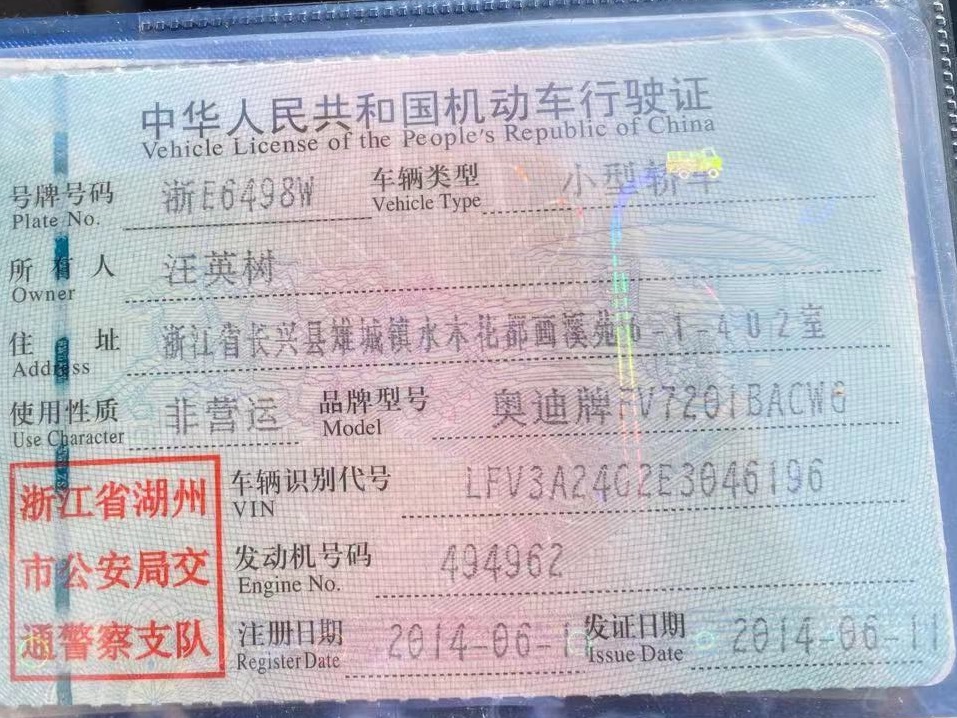 中华人民共和国机动车行驶证
Vehicle License of the People's Republic of China
号牌号码 浙E6498W 车辆类型 小型轿车
Plate No. Vehicle Type
所有人 汪英树
Owner
住址 浙江省长兴县雉城镇水木花都画溪苑6-1-402室
Address
使用性质 非营运 品牌型号 奥迪牌FV7201BACWG
Use Character Model
浙江省湖州
市公安局交
通警察支队
车辆识别代号 LFV3A24G2E3046196
VIN
发动机号码 494962
Engine No.
注册日期 2014-06-11 发证日期 2014-06-11
Register Date Issue Date